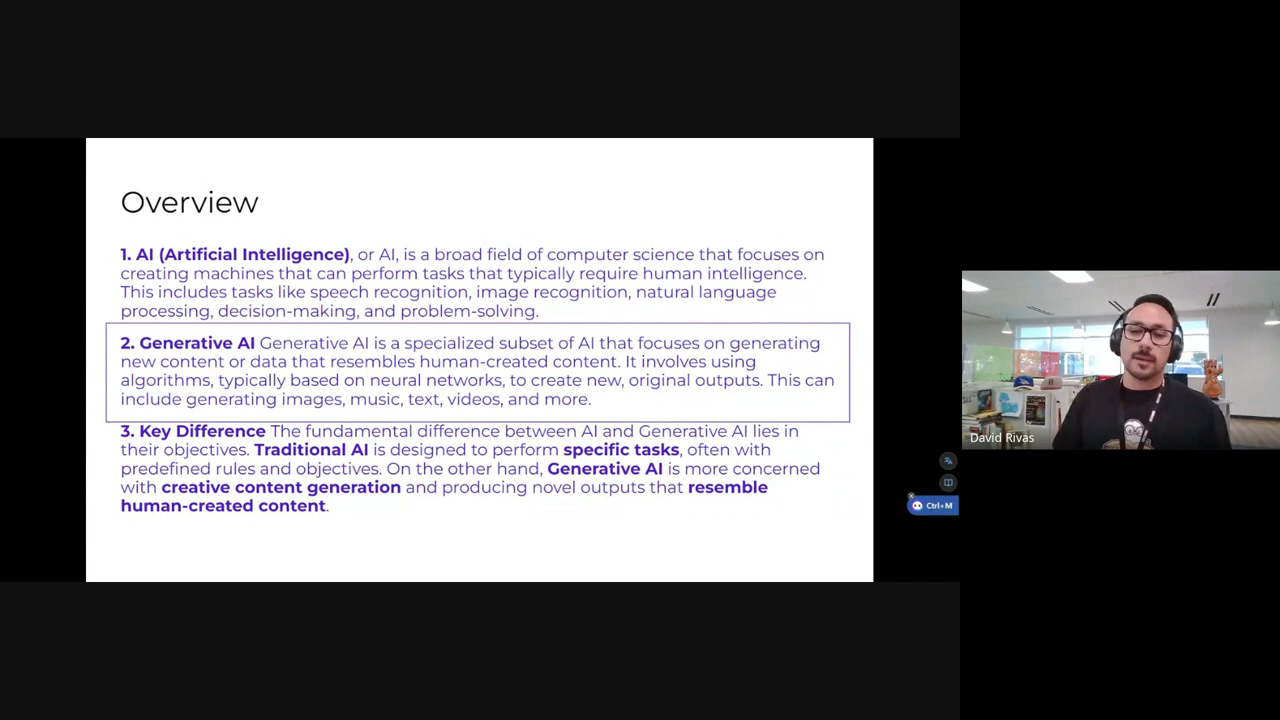 Overview
1. AI (Artificial Intelligence), or AI, is a broad field of computer science that focuses on
creating machines that can perform tasks that typically require human intelligence.
This includes tasks like speech recognition, image recognition, natural language
processing, decision-making, and problem-solving.
2. Generative AI Generative AI is a specialized subset of AI that focuses on generating
new content or data that resembles human-created content. It involves using
algorithms, typically based on neural networks, to create new, original outputs. This can
include generating images, music, text, videos, and more.
3. Key Difference The fundamental difference between AI and Generative AI lies in
their objectives. Traditional AI is designed to perform specific tasks, often with
predefined rules and objectives. On the other hand, Generative AI is more concerned
with creative content generation and producing novel outputs that resemble
human-created content.
Ctrl+M
David Rivas